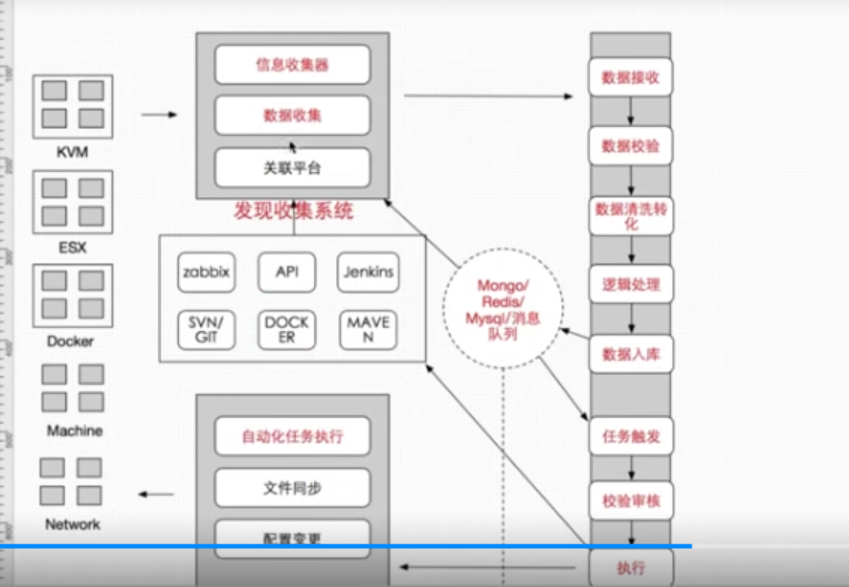 KVM
ESX
Docker
Machine
Network
信息收集器
数据收集
关联平台
发现收集系统
zabbix
API
Jenkins
SVN/
GIT
DOCK
ER
MAVE
N
自动化任务执行
文件同步
配置变更
Mongo/
Redis/
Mysql/消息
队列
数据接收
数据校验
数据清洗转
化
逻辑处理
数据入库
任务触发
校验审核
执行